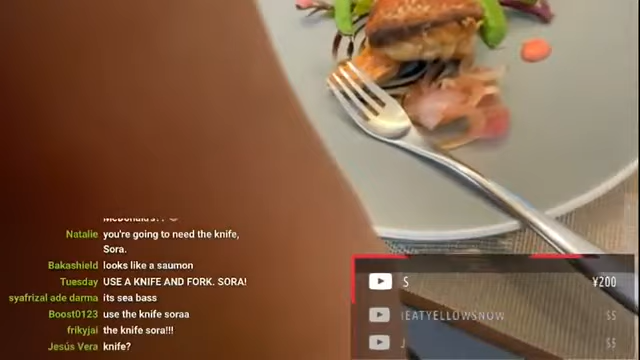 McDonald's??
Natalie you're going to need the knife,
Sora.
Bakashield looks like a saumon
Tuesday USE A KNIFE AND FORK. SORA!
syafrizal ade darma its sea bass
Boost0123 use the knife soraa
frikyjai the knife sora!!!
Jesús Vera knife?
S ¥200
IEATYELLOWSNOW $$
J $$